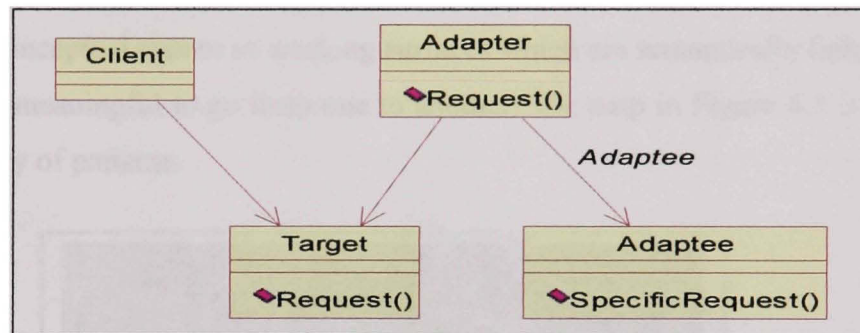 Client
Adapter
Request()
Adaptee
Target
Request()
Adaptee
SpecificRequest()